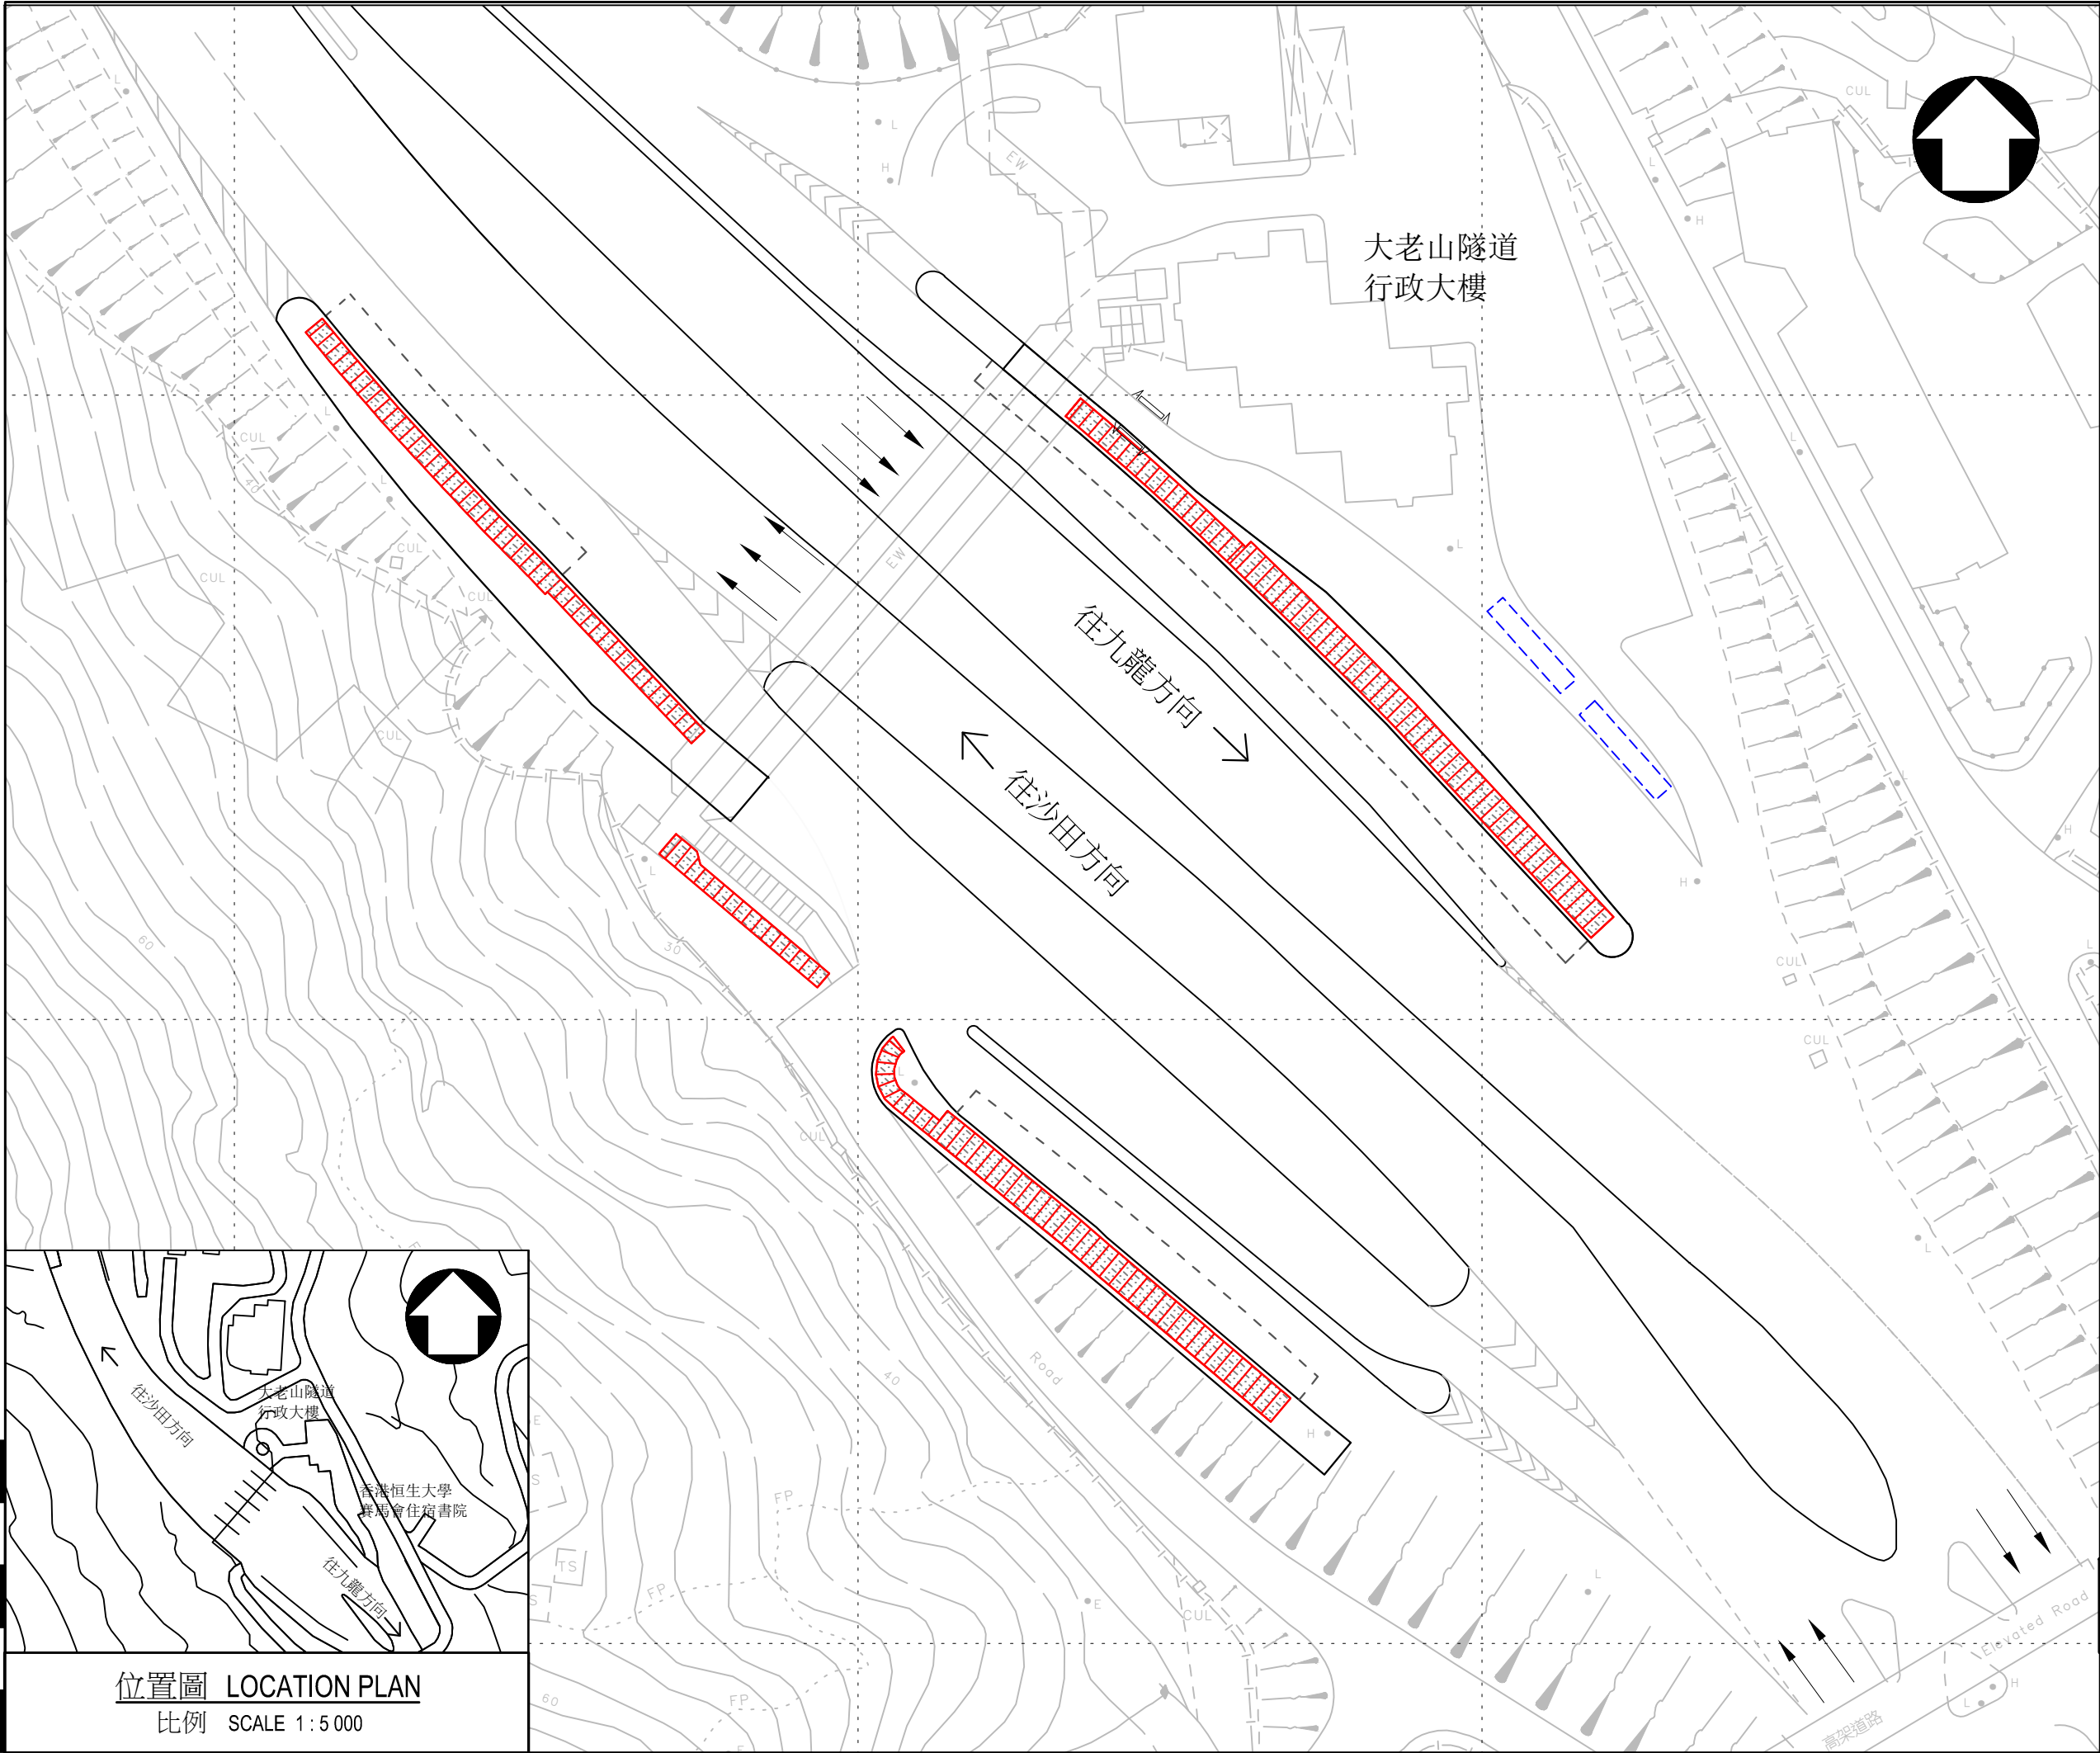 L
CUL
CUL
L
L
H
EW
L
H
大老山隧道
行政大樓
L
L
CUL
L
40
CUL
CUL
CUL
EW
L
往九龍方向
CUL
往沙田方向
L
H
H
60
30
L
CUL
CUL
L
CUL
L
Road
40
H
E
大老山隧道
行政大樓
往沙田方向
香港恒生大學
賽馬會住宿書院
往九龍方向
S
FP
TS
FP
S
E
L
CUL
Elevated Road
H
L
高架道路
60
FP
S
位置圖 LOCATION PLAN
比例 SCALE 1 : 5 000